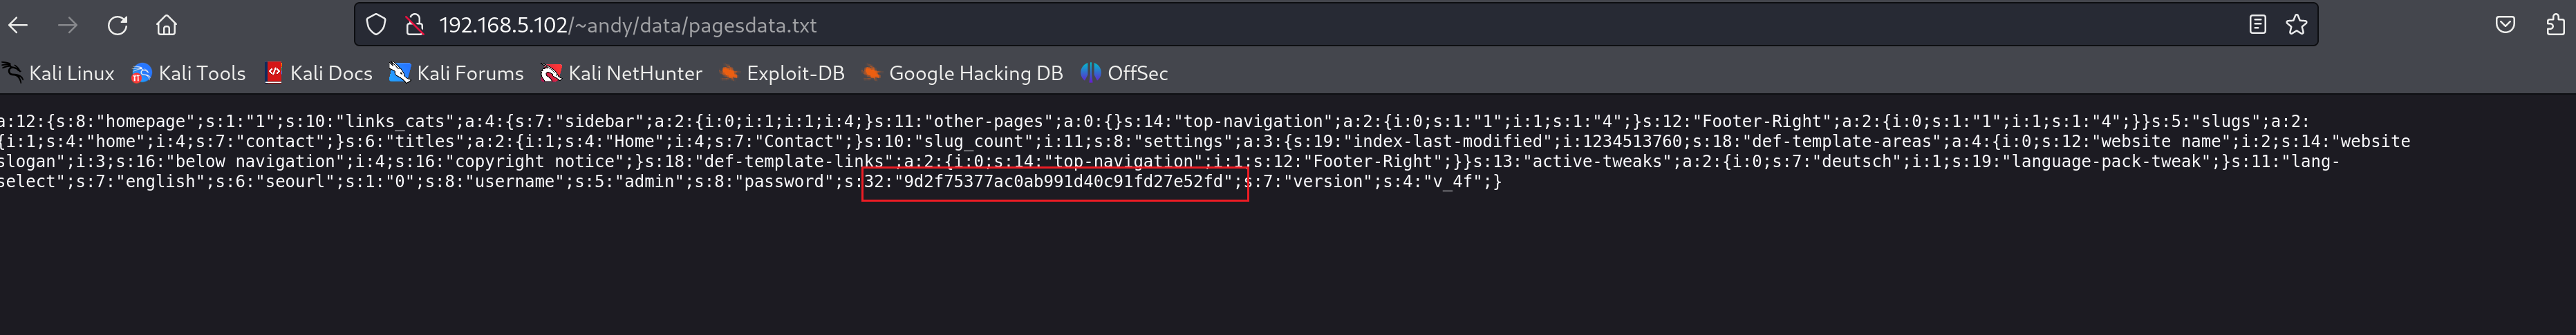 192.168.5.102/~andy/data/pagesdata.txt
Kali Linux Kali Tools Kali Docs Kali Forums Kali NetHunter Exploit-DB Google Hacking DB OffSec
a:12:{s:8:"homepage";s:1:"1";s:10:"links_cats";a:4:{s:7:"sidebar";a:2:{i:0;i:1;i:1;i:4;}s:11:"other-pages";a:0:{}s:14:"top-navigation";a:2:{i:0;s:1:"1";i:1;s:1:"4";}s:12:"Footer-Right";a:2:{i:0;s:1:"1";i:1;s:1:"4";}}s:5:"slugs";a:2:
{i:1;s:4:"home";i:4;s:7:"contact";}s:6:"titles";a:2:{i:1;s:4:"Home";i:4;s:7:"Contact";}s:10:"slug_count";i:11;s:8:"settings";a:3:{s:19:"index-last-modified";i:1234513760;s:18:"def-template-areas";a:4:{i:0;s:12:"website name";i:2;s:14:"website
slogan";i:3;s:16:"below navigation";i:4;s:16:"copyright notice";}s:18:"def-template-links";a:2:{i:0;s:14:"top-navigation";i:1;s:12:"Footer-Right";}}s:13:"active-tweaks";a:2:{i:0;s:7:"deutsch";i:1;s:19:"language-pack-tweak";}s:11:"lang-
select";s:7:"english";s:6:"seourl";s:1:"0";s:8:"username";s:5:"admin";s:8:"password";s:32:"9d2f75377ac0ab991d40c91fd27e52fd";s:7:"version";s:4:"v_4f";}